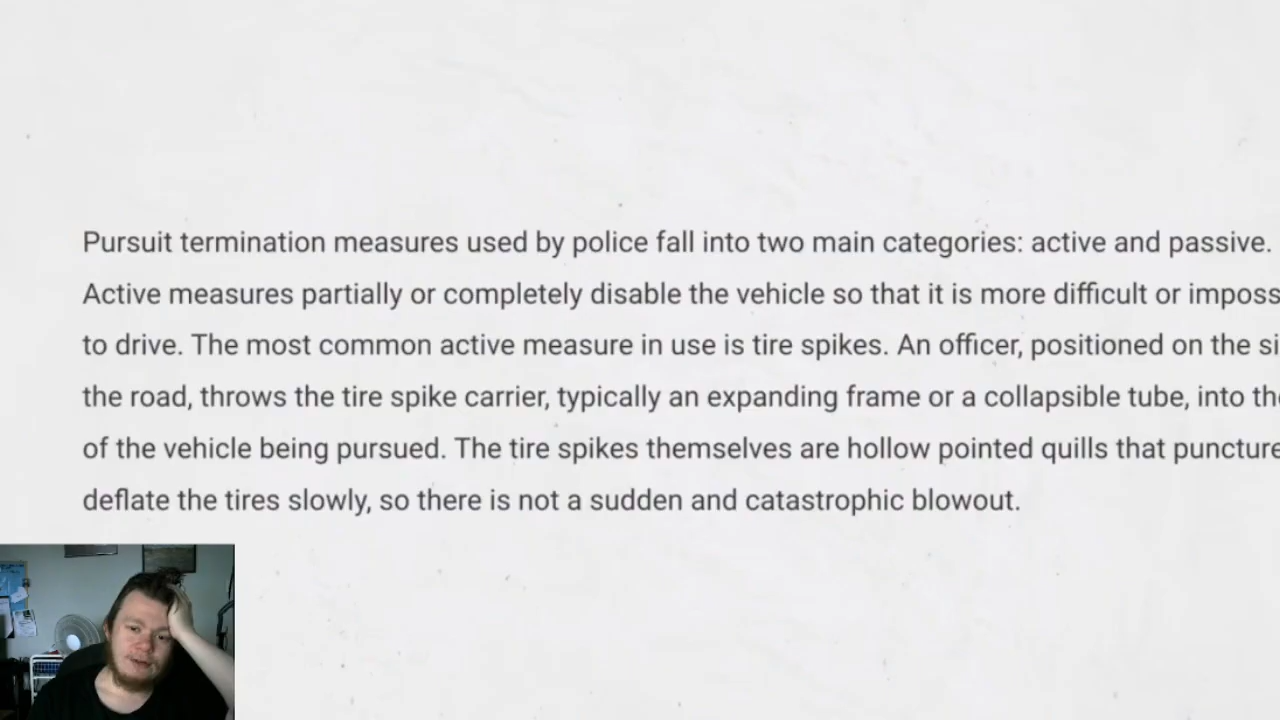 Pursuit termination measures used by police fall into two main categories: active and passive.
Active measures partially or completely disable the vehicle so that it is more difficult or imposs
to drive. The most common active measure in use is tire spikes. An officer, positioned on the si
the road, throws the tire spike carrier, typically an expanding frame or a collapsible tube, into the
of the vehicle being pursued. The tire spikes themselves are hollow pointed quills that puncture
deflate the tires slowly, so there is not a sudden and catastrophic blowout.